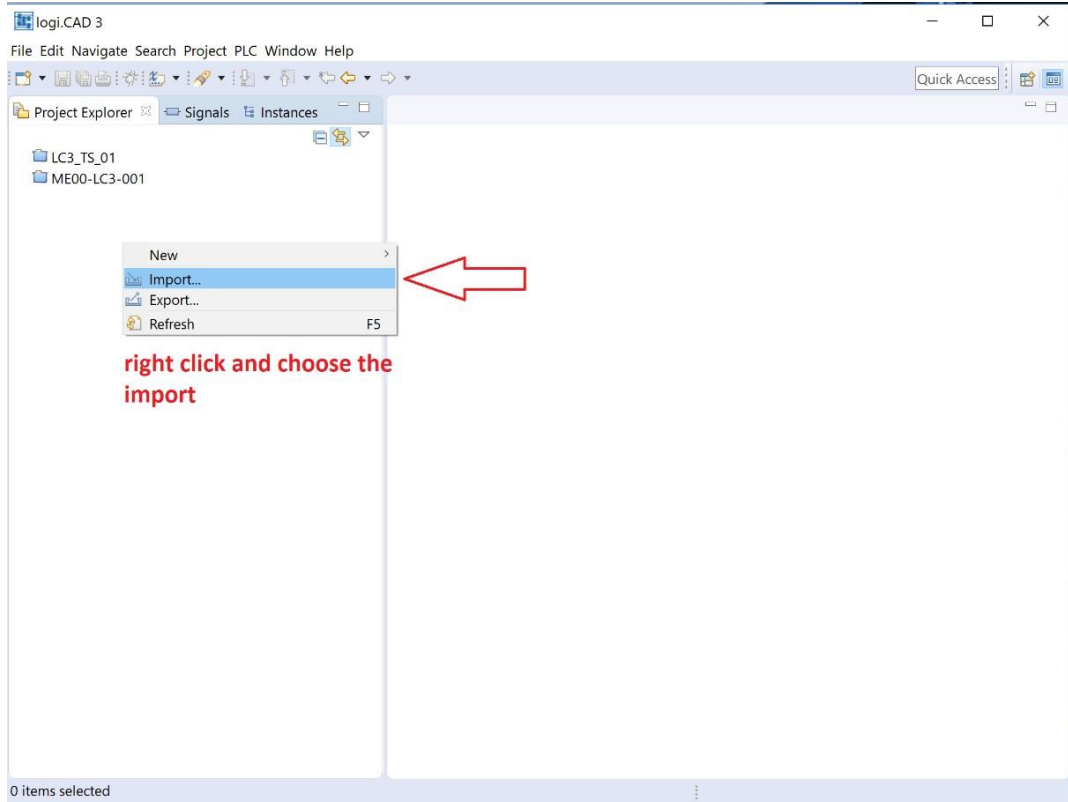 logi.CAD 3
File Edit Navigate Search Project PLC Window Help
Quick Access
Project Explorer Signals Instances
LC3_TS_01
ME00-LC3-001
New
Import...
Export...
Refresh F5
right click and choose the
import
0 items selected